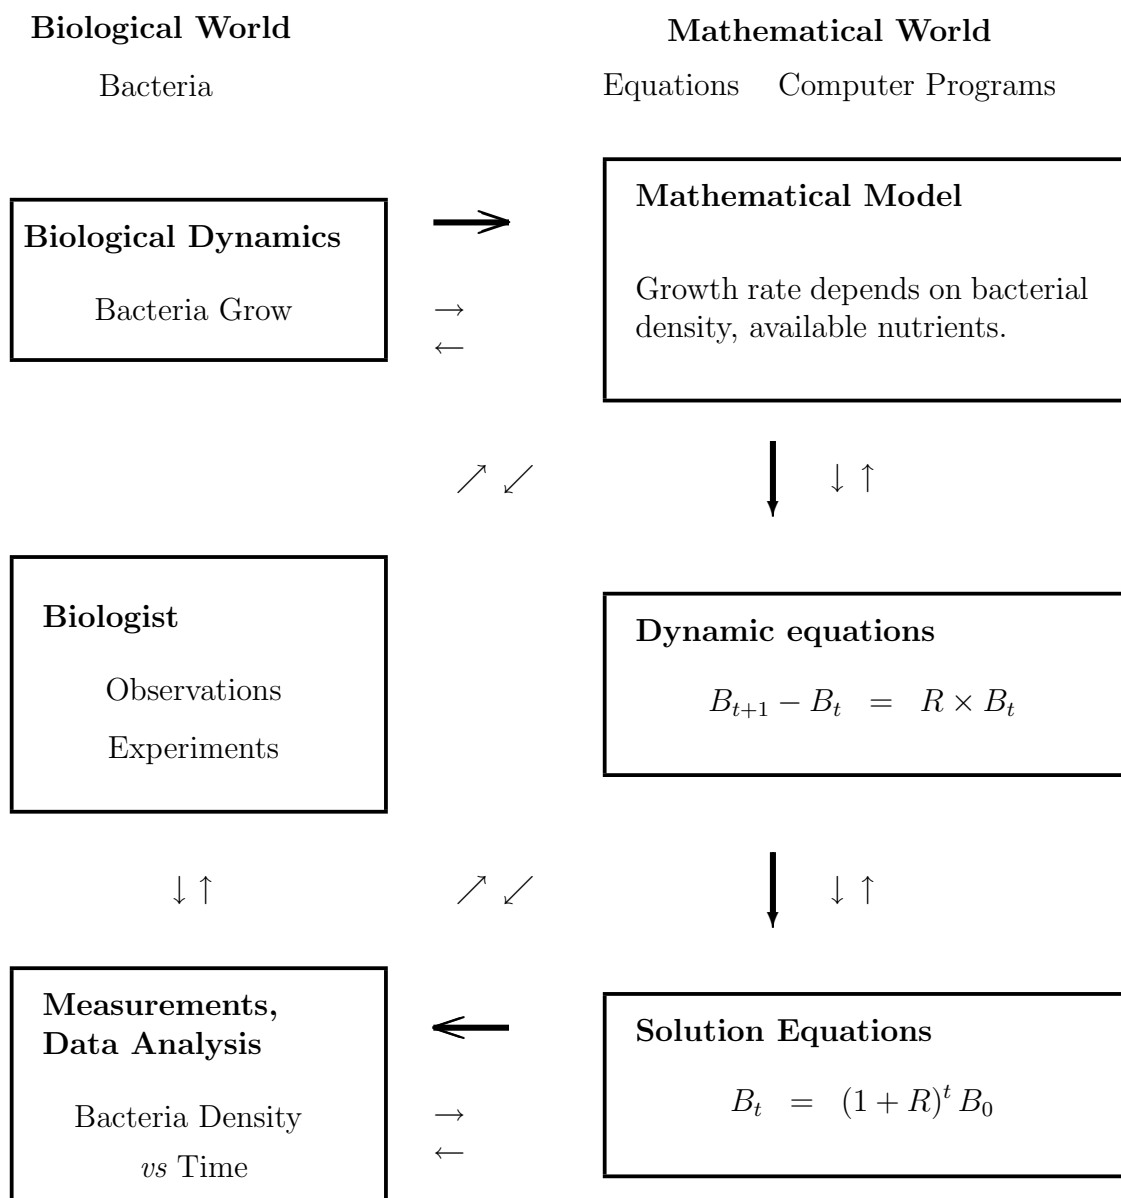 Biological World
Bacteria
Mathematical World
Equations Computer Programs
Biological Dynamics
Bacteria Grow
→
←
Mathematical Model
Growth rate depends on bacterial
density, available nutrients.
↗ ↙
↓ ↑
Biologist
Observations
Experiments
Dynamic equations
B_{t+1} − B_t = R × B_t
↓ ↑
↗ ↙
↓ ↑
Measurements,
Data Analysis
Bacteria Density
vs Time
→
←
Solution Equations
B_t = (1 + R)^t B_0